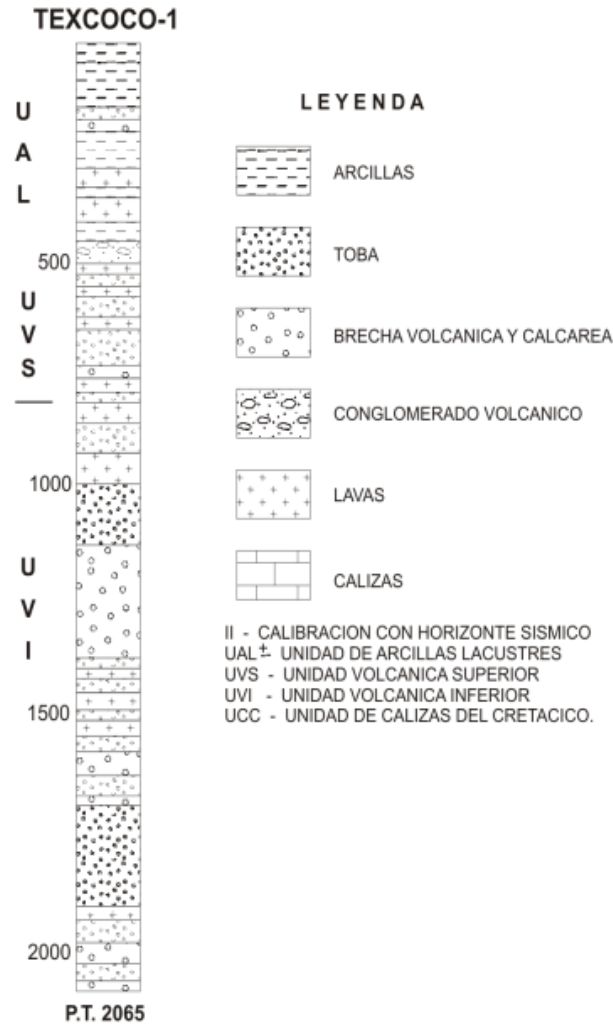 TEXCOCO-1
U
A
L
500
U
V
S
1000
U
V
I
1500
2000
P.T. 2065
LEYENDA
ARCILLAS
TOBA
BRECHA VOLCANICA Y CALCAREA
CONGLOMERADO VOLCANICO
LAVAS
CALIZAS
II - CALIBRACION CON HORIZONTE SISMICO
UAL ± UNIDAD DE ARCILLAS LACUSTRES
UVS - UNIDAD VOLCANICA SUPERIOR
UVI - UNIDAD VOLCANICA INFERIOR
UCC - UNIDAD DE CALIZAS DEL CRETACICO.